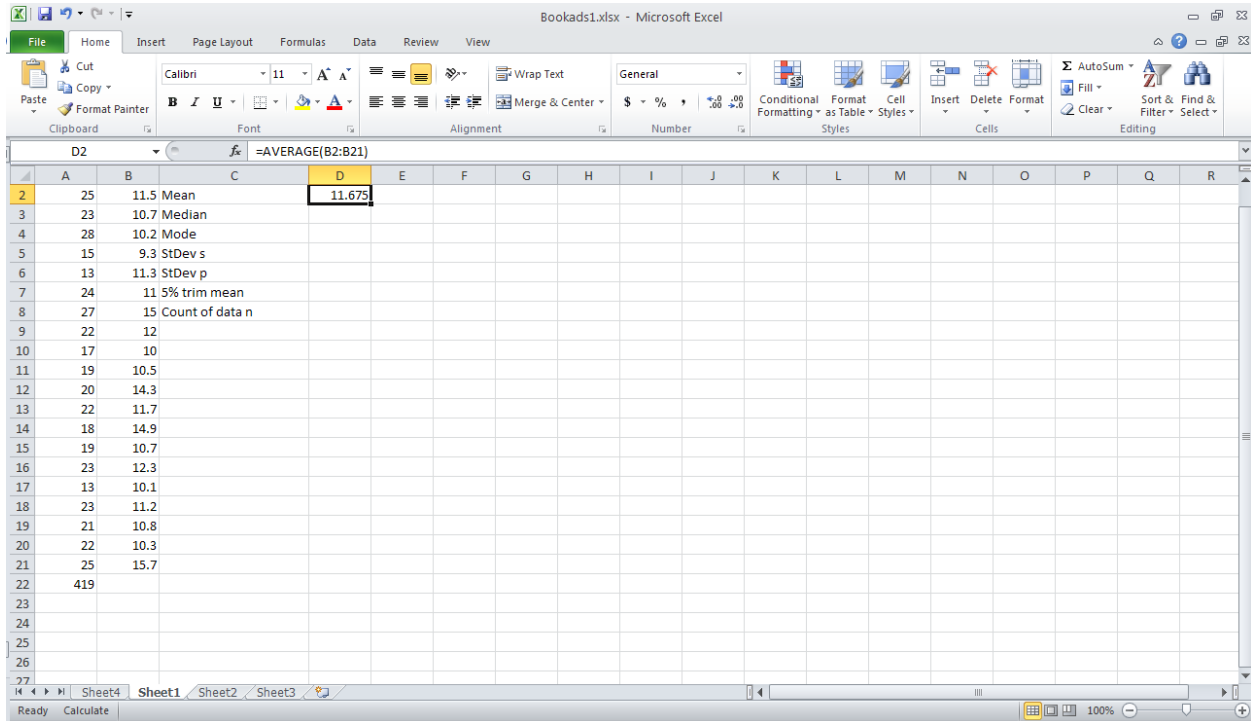 Bookads1.xlsx - Microsoft Excel
File Home Insert Page Layout Formulas Data Review View
Paste
Cut
Copy
Format Painter
Clipboard
Calibri 11 A A
B I U A
Font
Wrap Text
Merge & Center
Alignment
General
$ % , .0 .00 .00 .0
Number
Conditional Formatting
Format as Table
Cell Styles
Styles
Insert Delete Format
Cells
Σ AutoSum
Fill
Clear
Sort & Filter
Find & Select
Editing
D2 fx =AVERAGE(B2:B21)
A B C D E F G H I J K L M N O P Q R
2 25 11.5 Mean 11.675
3 23 10.7 Median
4 28 10.2 Mode
5 15 9.3 StDev s
6 13 11.3 StDev p
7 24 11 5% trim mean
8 27 15 Count of data n
9 22 12
10 17 10
11 19 10.5
12 20 14.3
13 22 11.7
14 18 14.9
15 19 10.7
16 23 12.3
17 13 10.1
18 23 11.2
19 21 10.8
20 22 10.3
21 25 15.7
22 419
23
24
25
26
27
Sheet4 Sheet1 Sheet2 Sheet3
Ready Calculate 100%